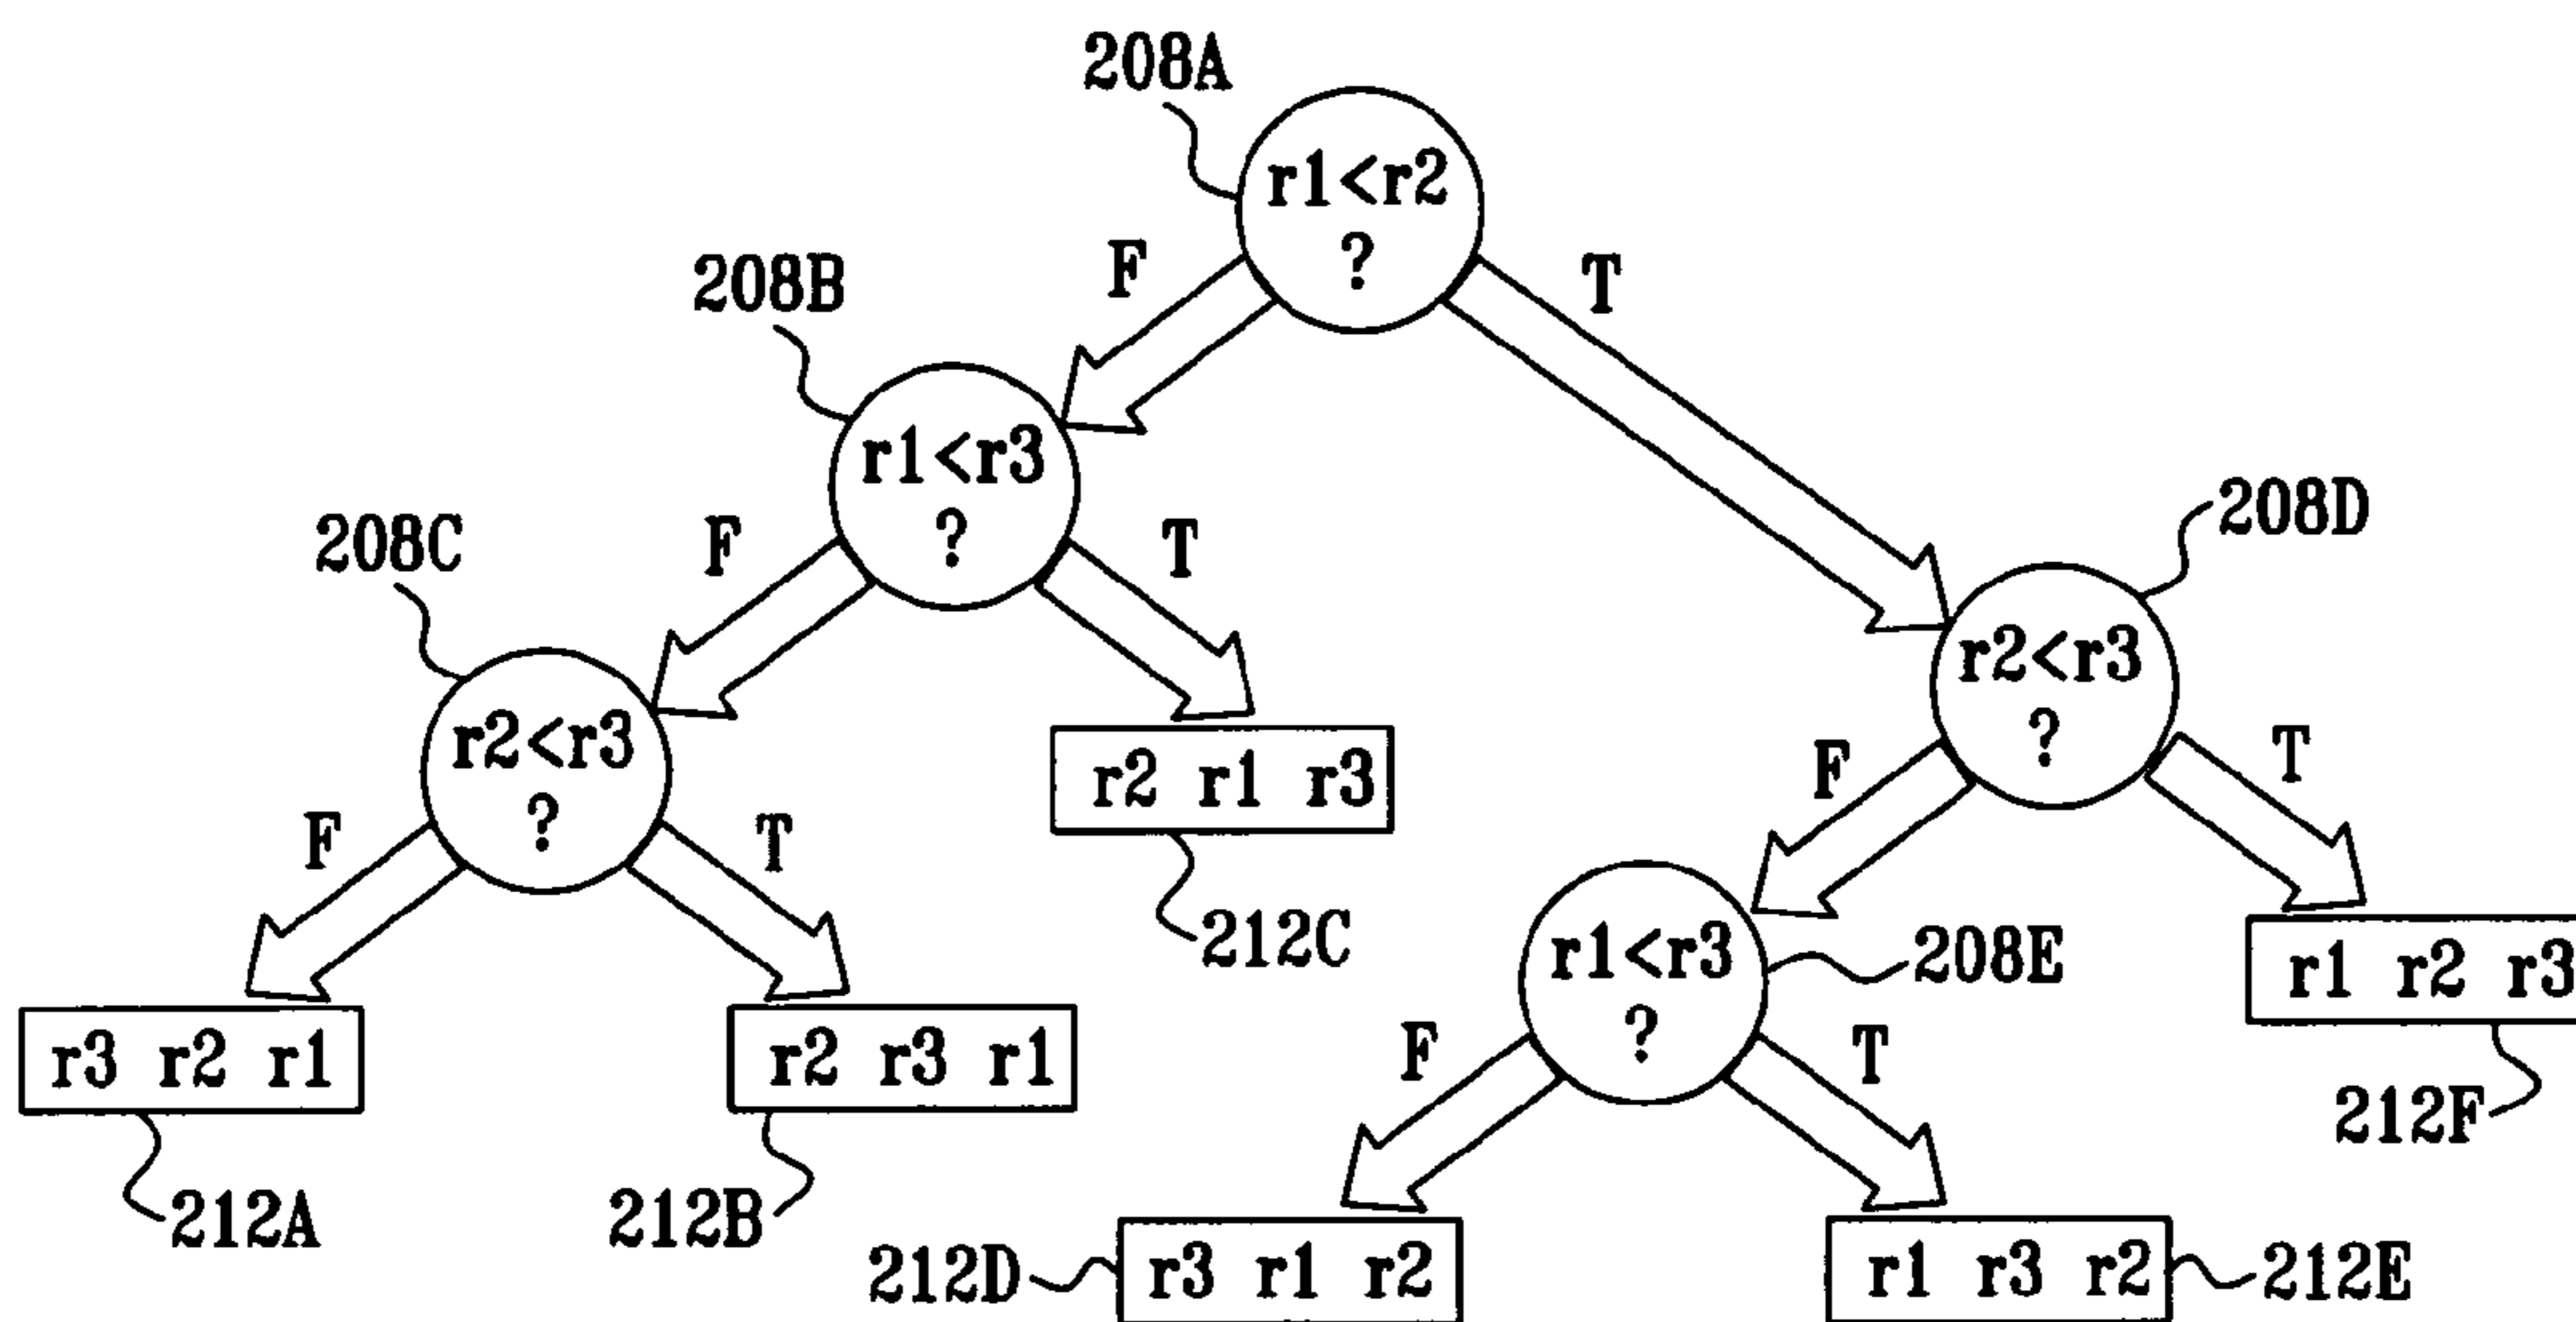 208A
r1<r2
?
F
T
208B
r1<r3
?
F
T
208C
208D
r2<r3
?
F
T
r2<r3
?
F
T
r2 r1 r3
212C
r1<r3
?
208E
F
T
r1 r2 r3
212F
r3 r2 r1
212A
r2 r3 r1
212B
212D
r3 r1 r2
r1 r3 r2
212E